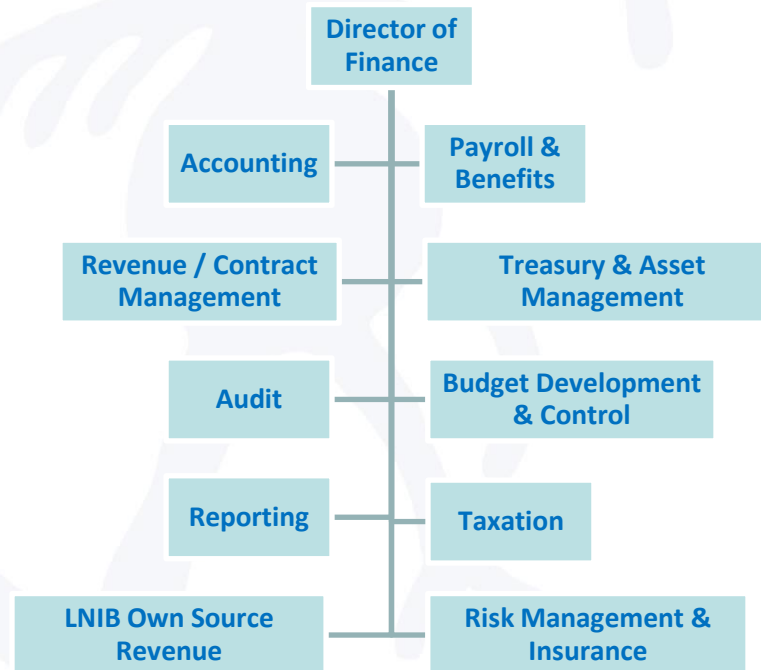 Director of
Finance
Accounting
Payroll &
Benefits
Revenue / Contract
Management
Treasury & Asset
Management
Audit
Budget Development
& Control
Reporting
Taxation
LNIB Own Source
Revenue
Risk Management &
Insurance